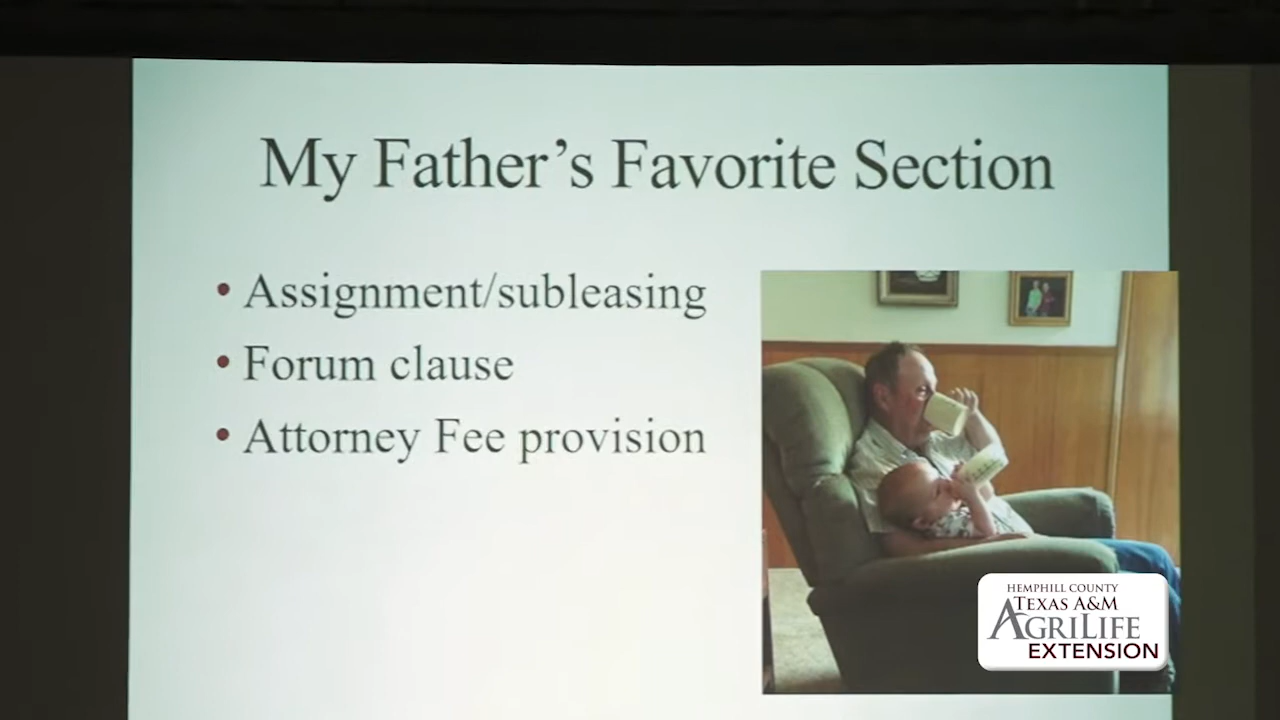 My Father's Favorite Section
• Assignment/subleasing
• Forum clause
• Attorney Fee provision
HEMPHILL COUNTY
TEXAS A&M
AGRILIFE
EXTENSION